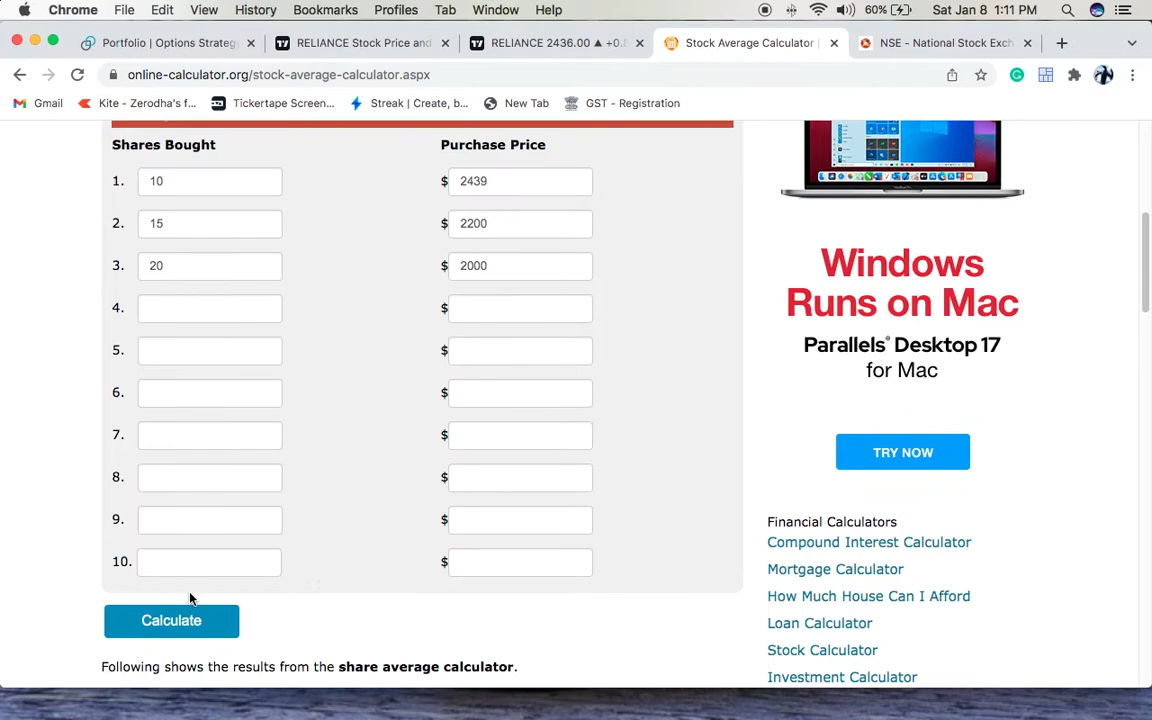 Chrome File Edit View History Bookmarks Profiles Tab Window Help 60% Sat Jan 8 1:11 PM
Portfolio | Options Strateg RELIANCE Stock Price and RELIANCE 2436.00 ▲ +0. Stock Average Calculator | NSE - National Stock Exch
online-calculator.org/stock-average-calculator.aspx
Gmail Kite - Zerodha's f... Tickertape Screen... Streak | Create, b... New Tab GST - Registration
Shares Bought Purchase Price
1. 10 $ 2439
2. 15 $ 2200
3. 20 $ 2000
4. $
5. $
6. $
7. $
8. $
9. $
10. $
Calculate
Following shows the results from the share average calculator.
Windows
Runs on Mac
Parallels® Desktop 17
for Mac
TRY NOW
Financial Calculators
Compound Interest Calculator
Mortgage Calculator
How Much House Can I Afford
Loan Calculator
Stock Calculator
Investment Calculator